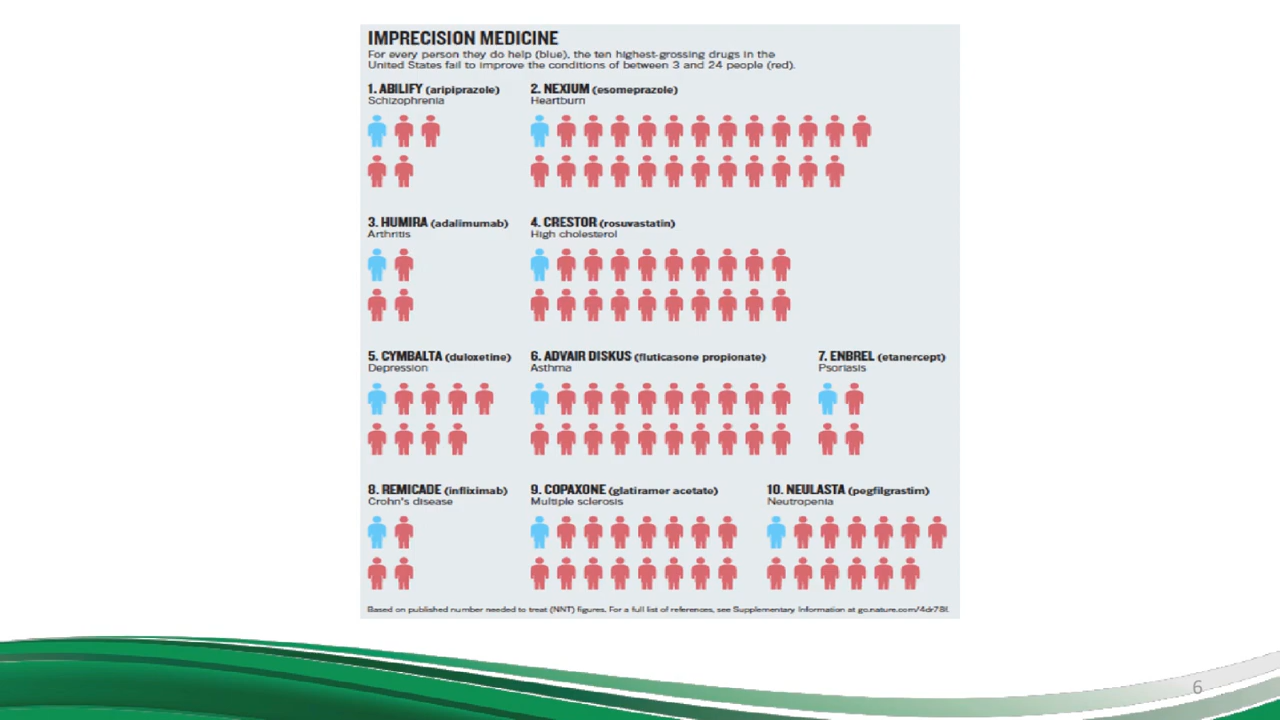 IMPRECISION MEDICINE
For every person they do help (blue), the ten highest-grossing drugs in the
United States fail to improve the conditions of between 3 and 24 people (red).
1. ABILIFY (aripiprazole)
Schizophrenia
2. NEXIUM (esomeprazole)
Heartburn
3. HUMIRA (adalimumab)
Arthritis
4. CRESTOR (rosuvastatin)
High cholesterol
5. CYMBALTA (duloxetine)
Depression
6. ADVAIR DISKUS (fluticasone propionate)
Asthma
7. ENBREL (etanercept)
Psoriasis
8. REMICADE (infliximab)
Crohn's disease
9. COPAXONE (glatiramer acetate)
Multiple sclerosis
10. NEULASTA (pegfilgrastim)
Neutropenia
Based on published number needed to treat (NNT) figures. For a full list of references, see Supplementary Information at go.nature.com/4dr78f.
6